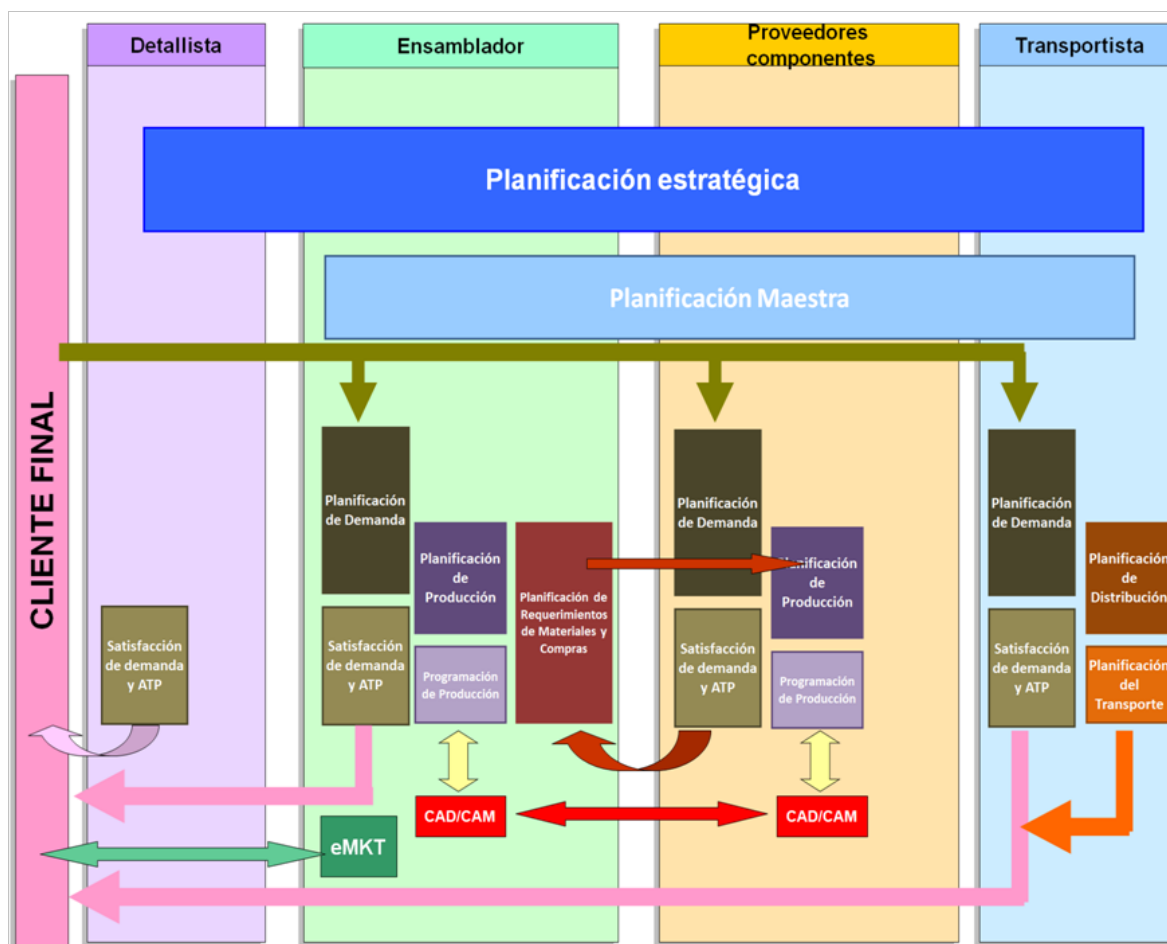 Detallista
Ensamblador
Proveedores
componentes
Transportista
Planificación estratégica
Planificación Maestra
CLIENTE FINAL
Planificación
de Demanda
Planificación
de
Producción
Planificación de
Requerimientos
de Materiales y
Compras
Satisfacción
de demanda
y ATP
Programación
de Producción
Planificación
de Demanda
Planificación
de
Producción
Satisfacción
de demanda
y ATP
Programación
de Producción
Planificación
de Demanda
Planificación
de
Distribución
Satisfacción
de demanda
y ATP
Planificación
del
Transporte
Satisfacción
de demanda
y ATP
CAD/CAM
CAD/CAM
eMKT